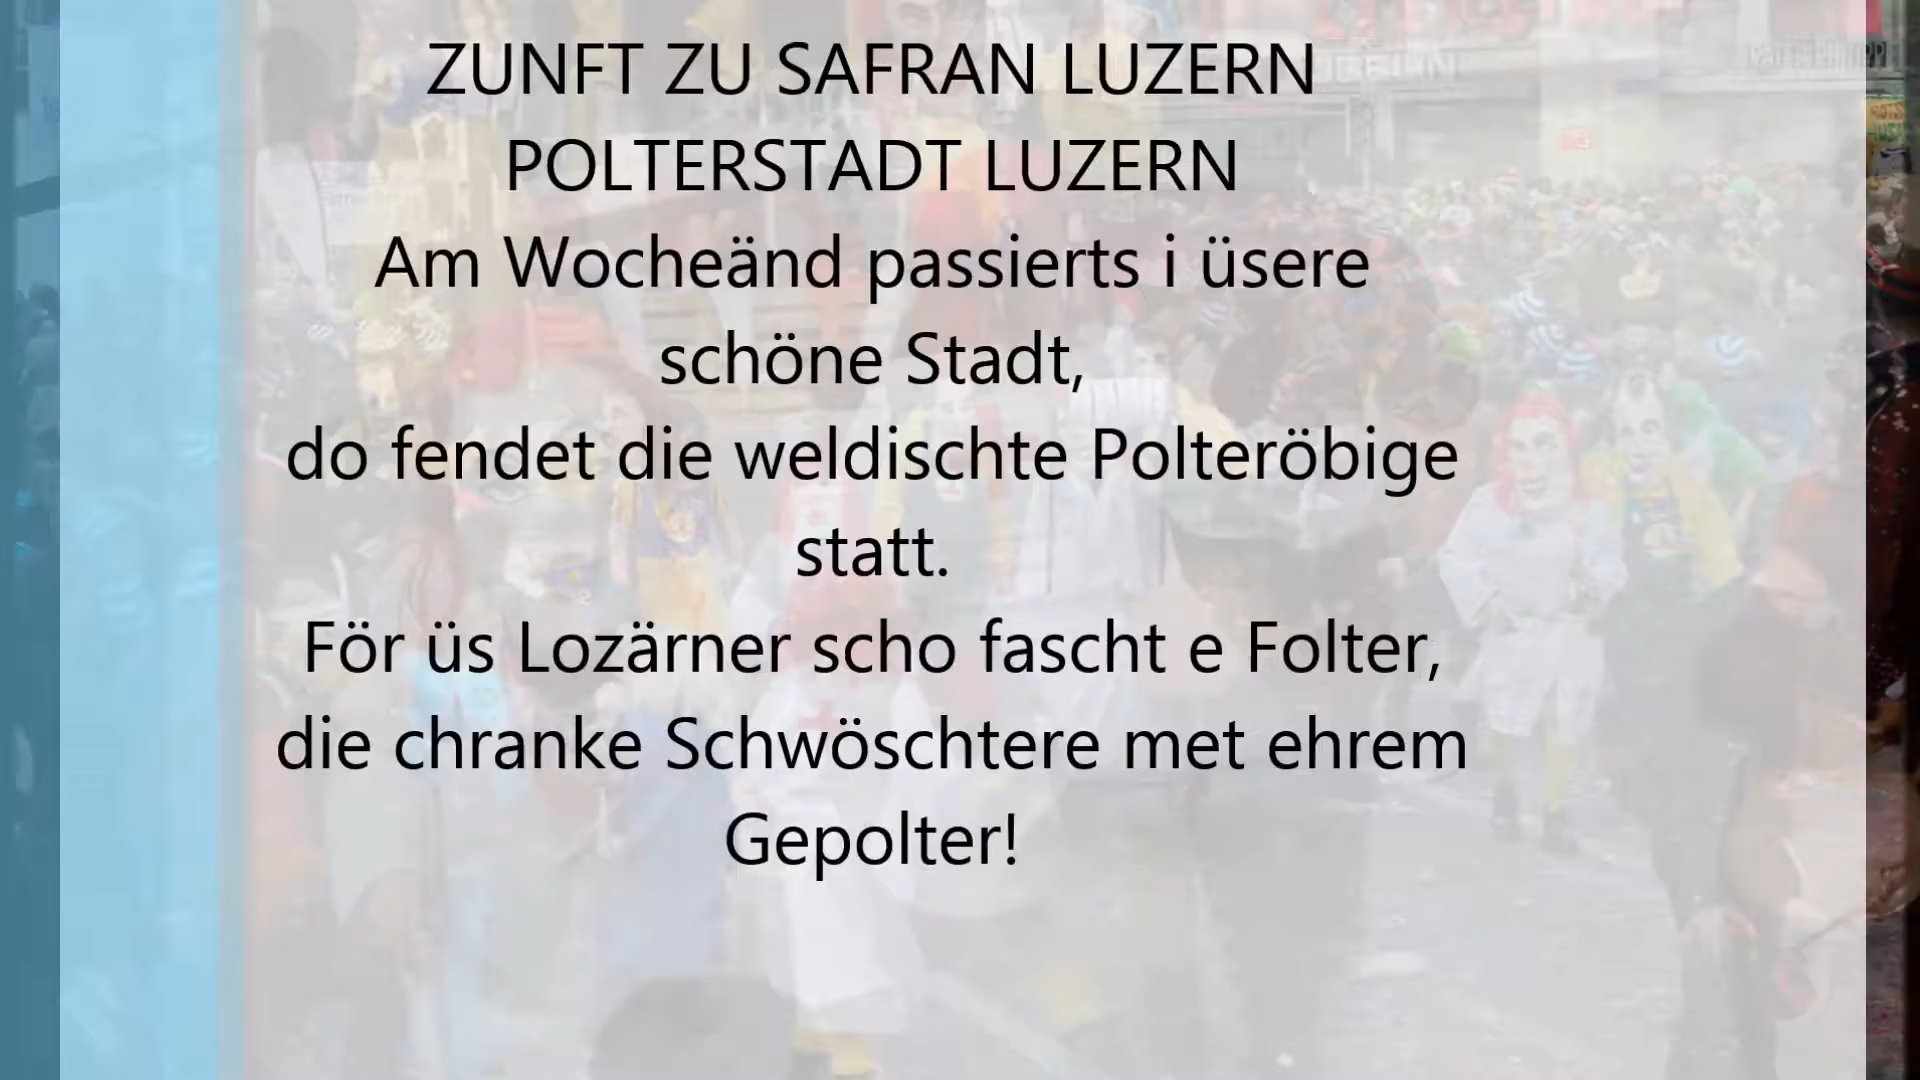 ZUNFT ZU SAFRAN LUZERN
POLTERSTADT LUZERN
Am Wocheänd passierts i üsere
schöne Stadt,
do fendet die weldischte Polteröbige
statt.
För üs Lozärner scho fascht e Folter,
die chranke Schwöschtere met ehrem
Gepolter!